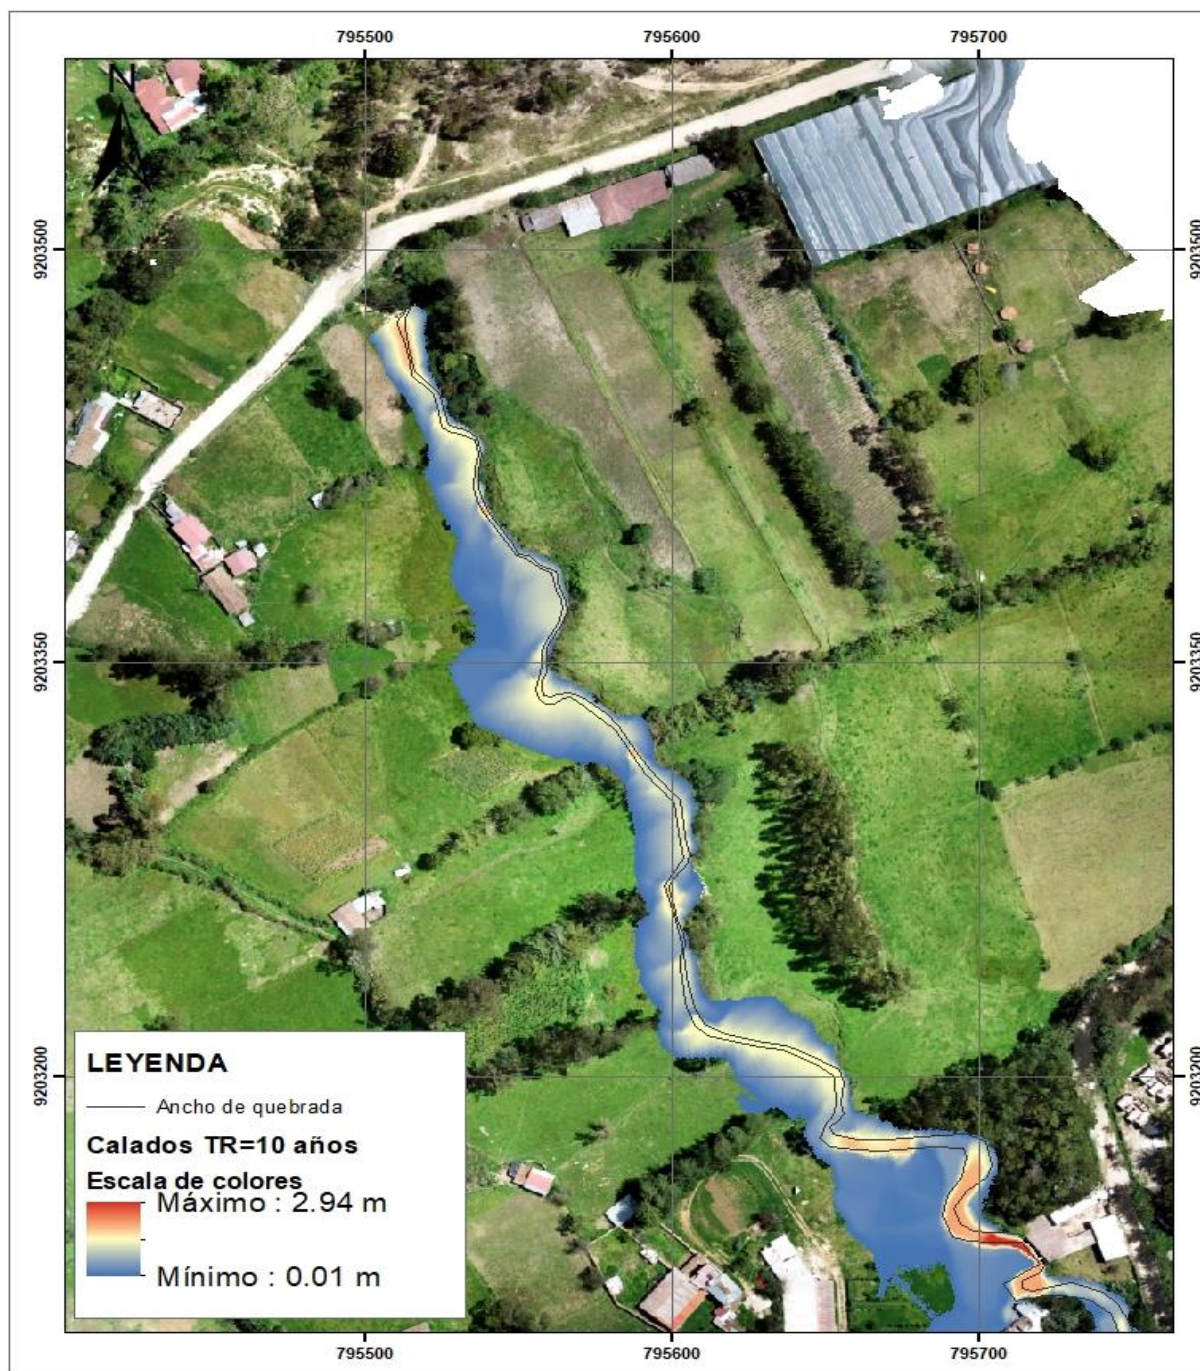 795500 795600 795700
N
9203500 9203500
9203350 9203350
9203200 9203200
LEYENDA
Ancho de quebrada
Calados TR=10 años
Escala de colores
Máximo : 2.94 m
Mínimo : 0.01 m
795500 795600 795700